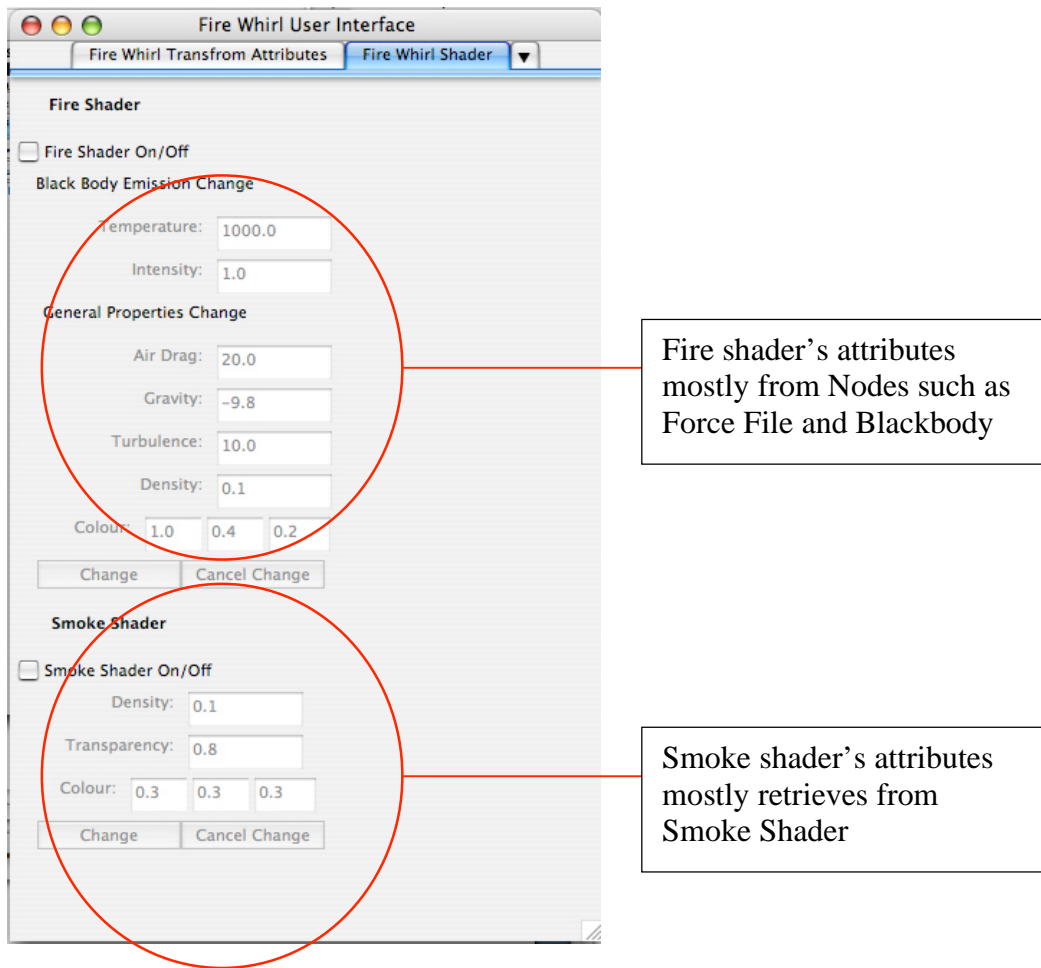 Fire Whirl User Interface
Fire Whirl Transfrom Attributes Fire Whirl Shader
Fire Shader
Fire Shader On/Off
Black Body Emission Change
Temperature: 1000.0
Intensity: 1.0
General Properties Change
Air Drag: 20.0
Gravity: -9.8
Turbulence: 10.0
Density: 0.1
Colour: 1.0 0.4 0.2
Change Cancel Change
Smoke Shader
Smoke Shader On/Off
Density: 0.1
Transparency: 0.8
Colour: 0.3 0.3 0.3
Change Cancel Change
Fire shader’s attributes
mostly from Nodes such as
Force File and Blackbody
Smoke shader’s attributes
mostly retrieves from
Smoke Shader